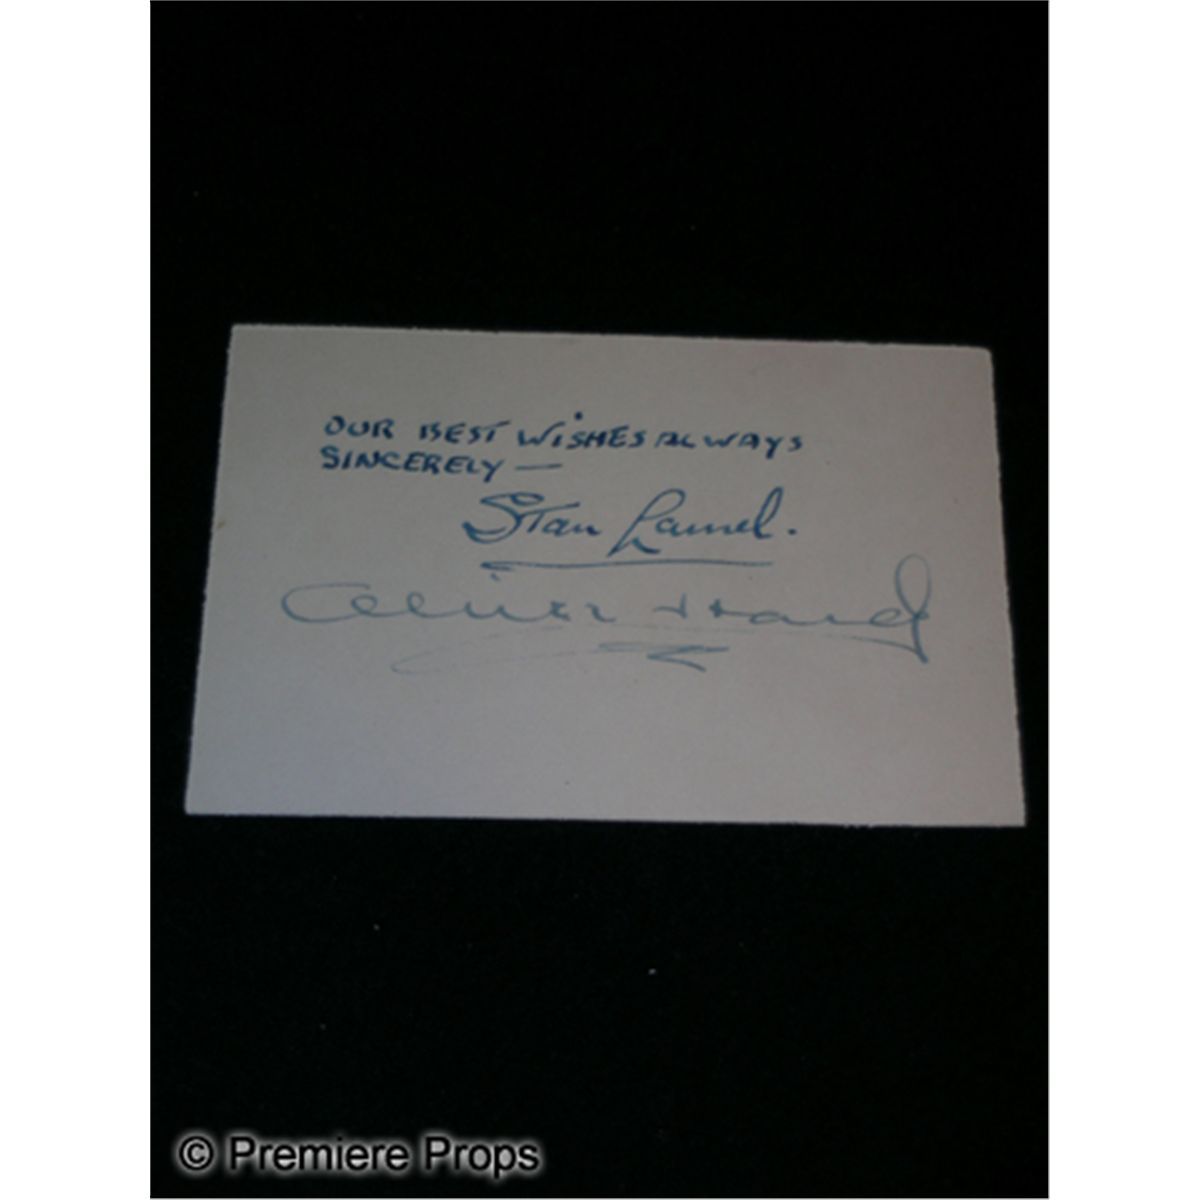 OUR BEST WISHES ALWAYS
SINCERELY —
Stan Laurel.
Oliver Hardy
© Premiere Props